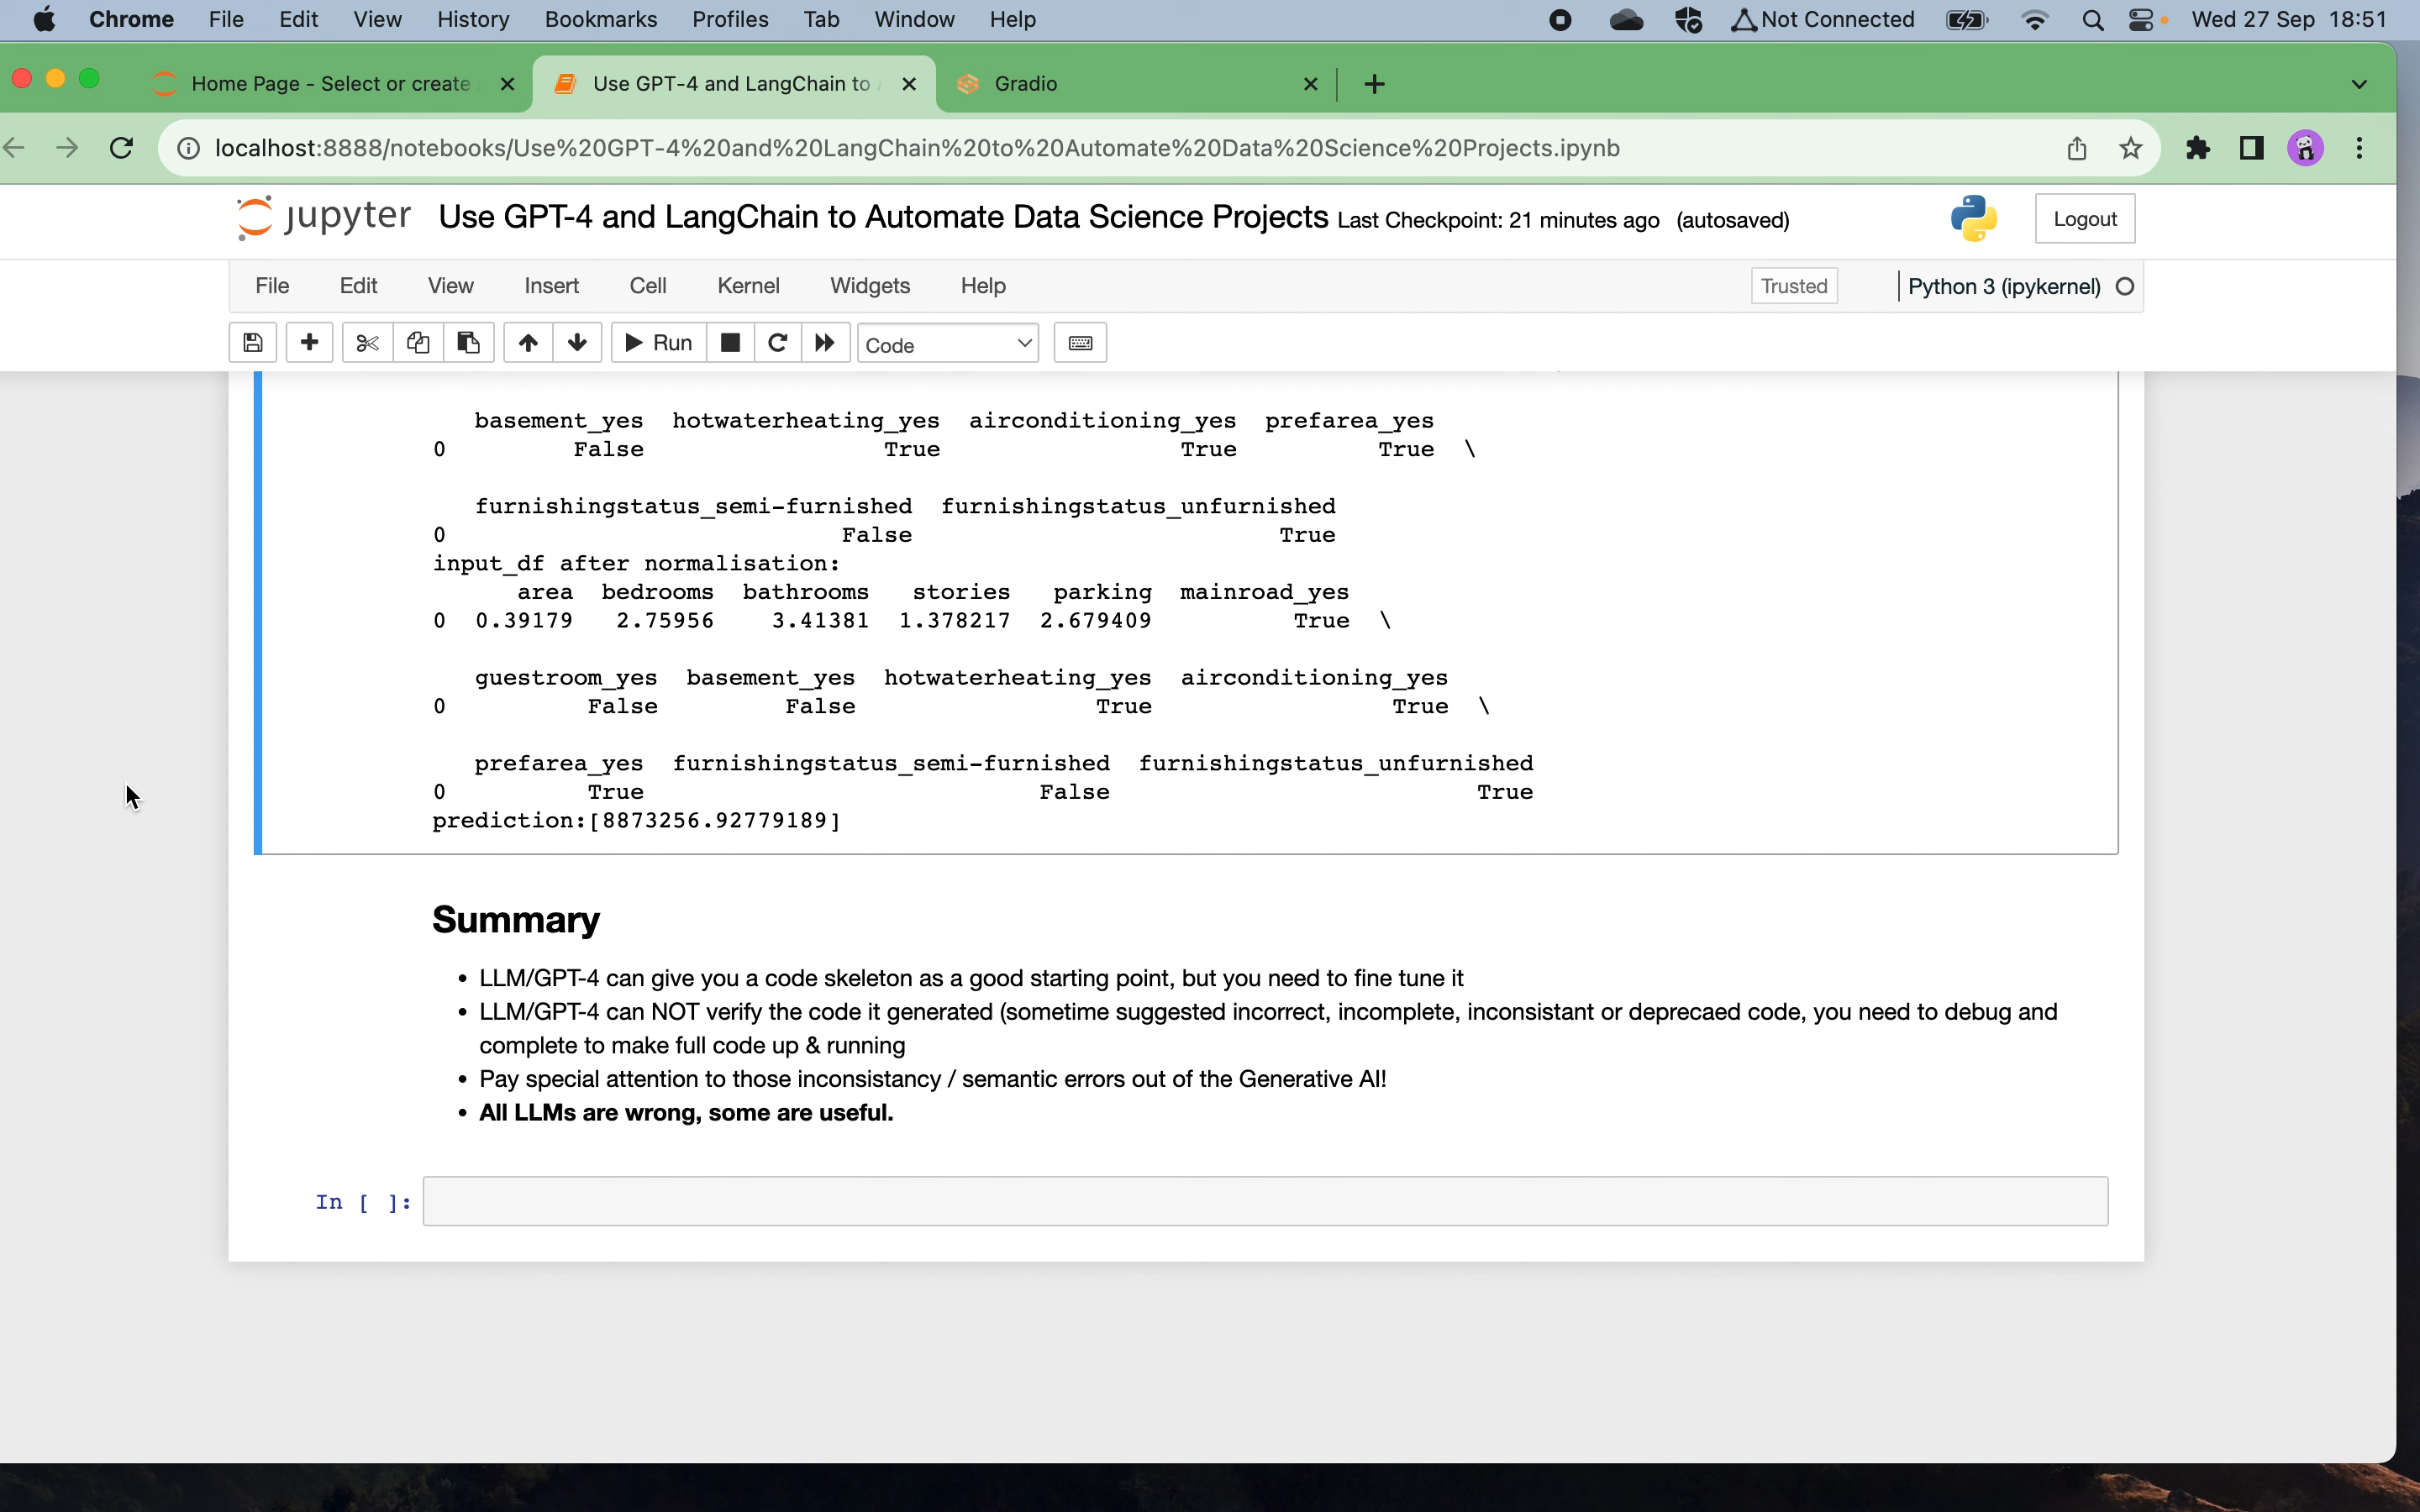 Chrome File Edit View History Bookmarks Profiles Tab Window Help Not Connected Wed 27 Sep 18:51
Home Page - Select or create Use GPT-4 and LangChain to Gradio
localhost:8888/notebooks/Use%20GPT-4%20and%20LangChain%20to%20Automate%20Data%20Science%20Projects.ipynb
jupyter Use GPT-4 and LangChain to Automate Data Science Projects Last Checkpoint: 21 minutes ago (autosaved) Logout
File Edit View Insert Cell Kernel Widgets Help Trusted Python 3 (ipykernel)
Run Code
basement_yes hotwaterheating_yes airconditioning_yes prefarea_yes
0 False True True True \
furnishingstatus_semi-furnished furnishingstatus_unfurnished
0 False True
input_df after normalisation:
area bedrooms bathrooms stories parking mainroad_yes
0 0.39179 2.75956 3.41381 1.378217 2.679409 True \
guestroom_yes basement_yes hotwaterheating_yes airconditioning_yes
0 False False True True \
prefarea_yes furnishingstatus_semi-furnished furnishingstatus_unfurnished
0 True False True
prediction:[8873256.92779189]
Summary
• LLM/GPT-4 can give you a code skeleton as a good starting point, but you need to fine tune it
• LLM/GPT-4 can NOT verify the code it generated (sometime suggested incorrect, incomplete, inconsistant or deprecaed code, you need to debug and
complete to make full code up & running
• Pay special attention to those inconsistancy / semantic errors out of the Generative AI!
• All LLMs are wrong, some are useful.
In [ ]: